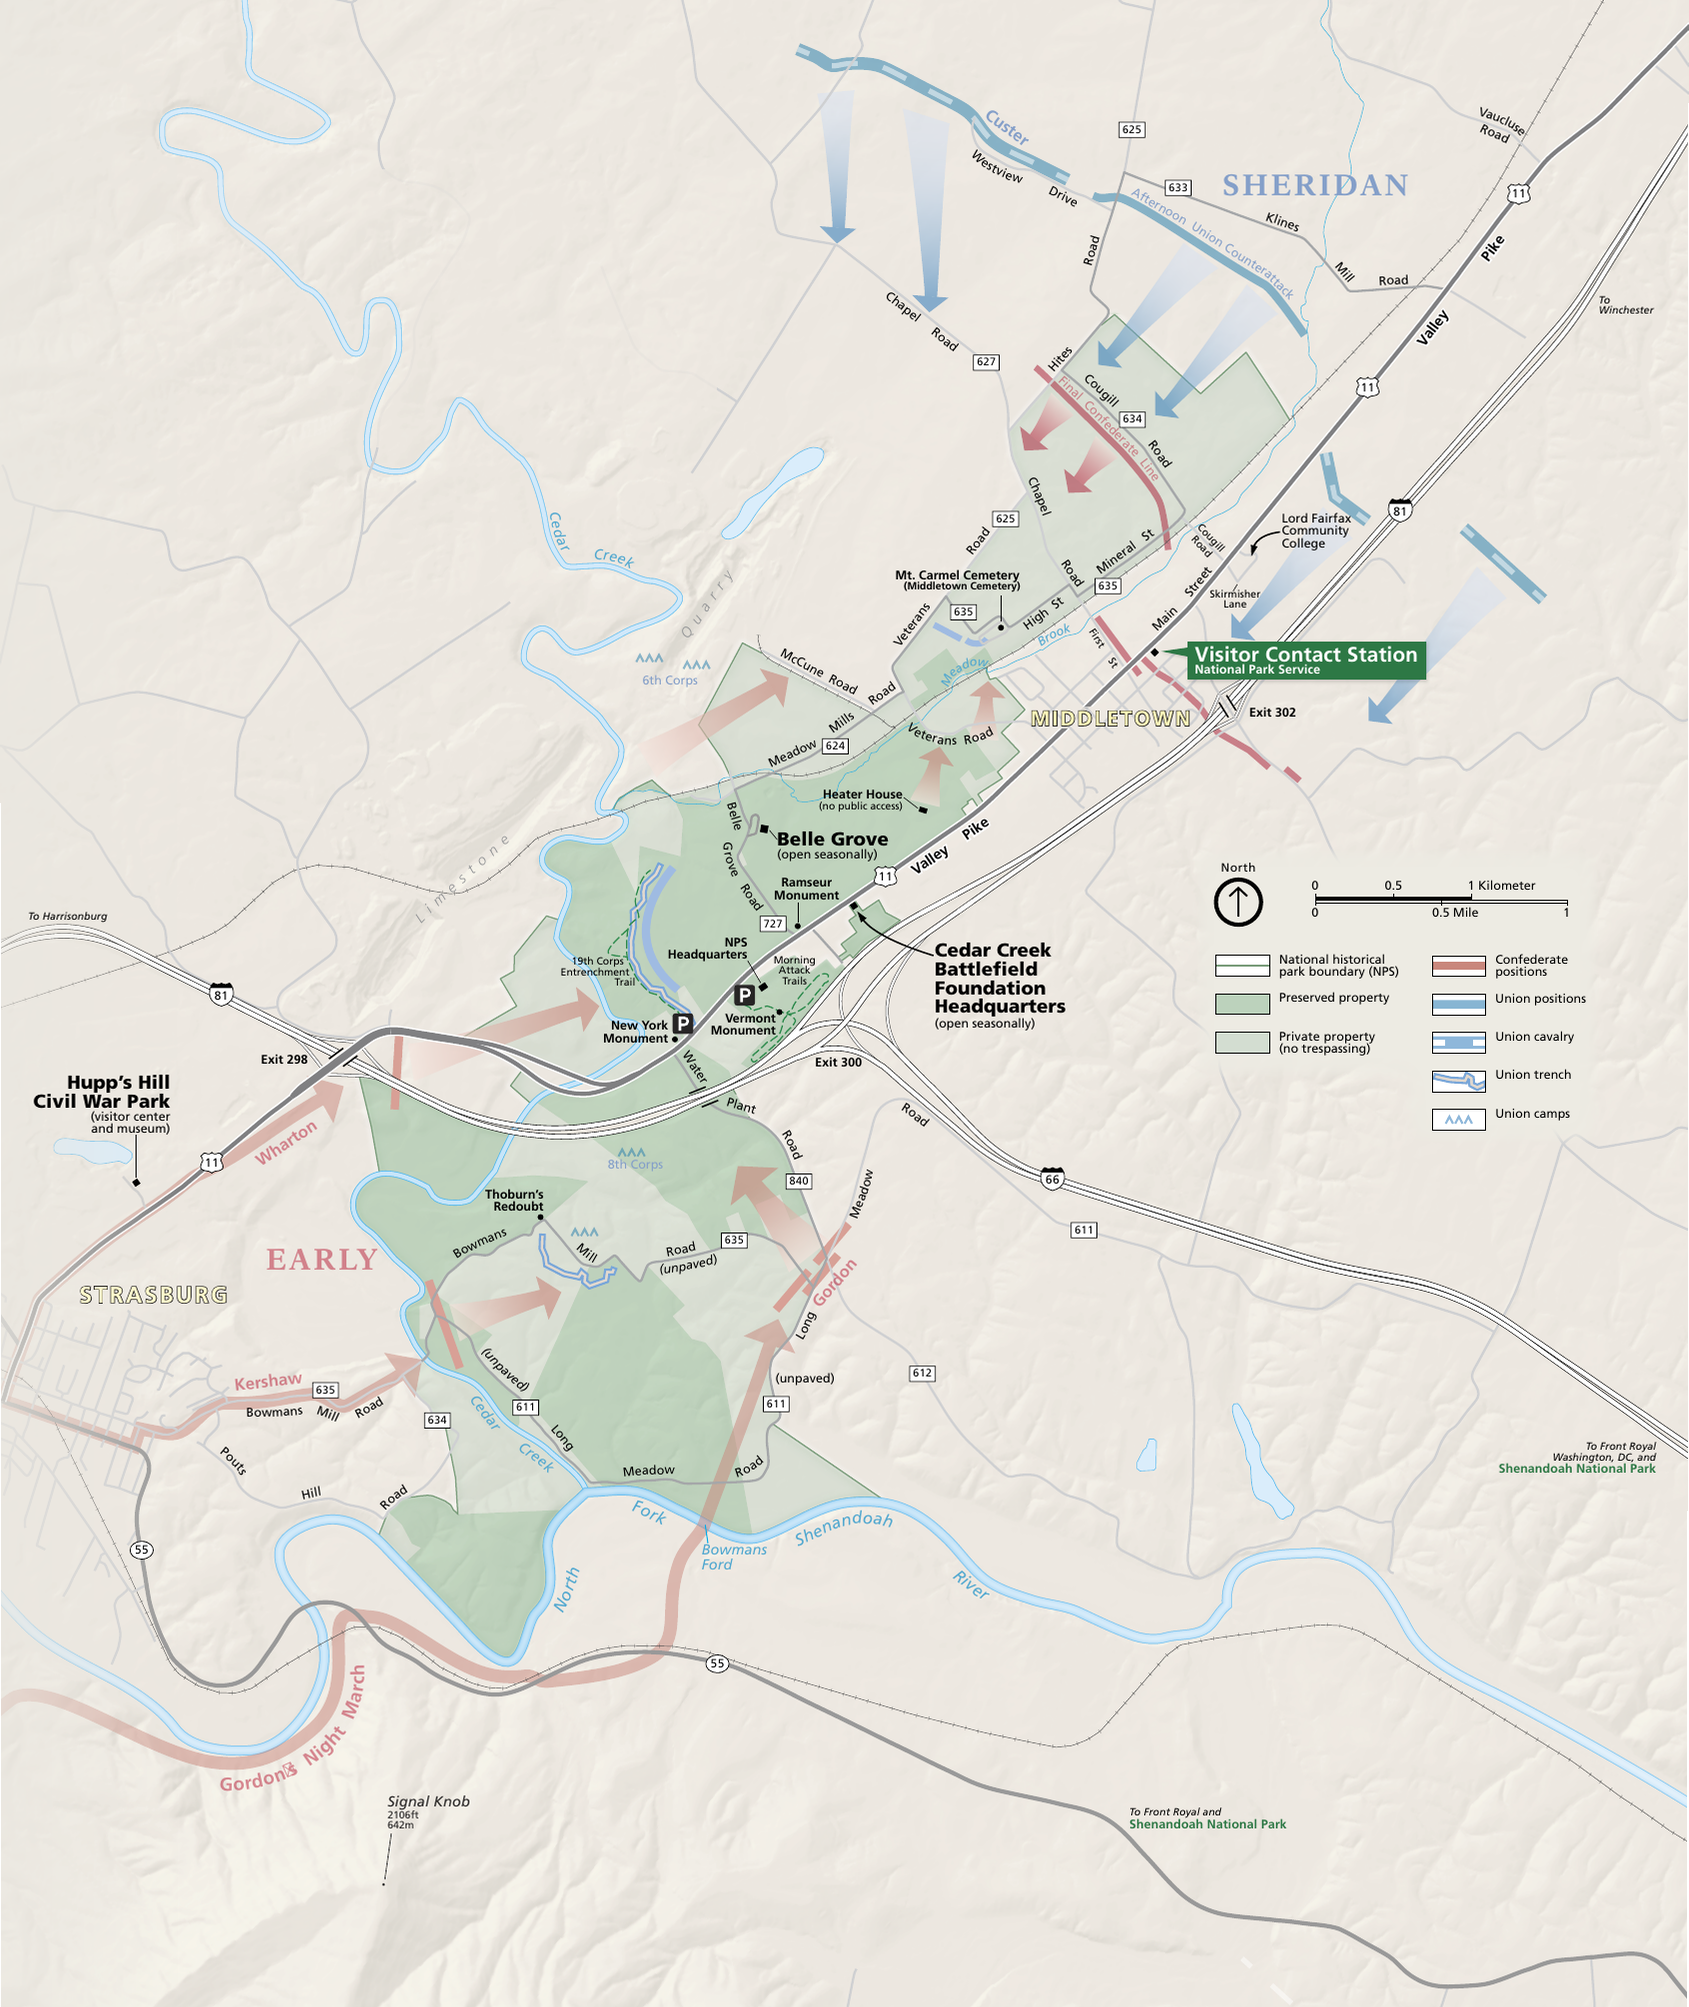 Custer
Westview
Drive
625
633
SHERIDAN
Afternoon Union Counterattack
Klines
Mill
Road
Vaucluse
Road
11
Pike
Valley
To
Winchester
Road
Hites
Chapel
Road
627
11
Cougill
634
Road
Final Confederate Line
Cedar
Creek
Chapel
Road
625
Road
Mineral St
Cougill
Road
Lord Fairfax
Community
College
81
Mt. Carmel Cemetery
(Middletown Cemetery)
635
635
High St
Veterans
Skirmisher
Lane
Main Street
First St
Brook
Meadow
Visitor Contact Station
National Park Service
Quarry
Limestone
6th Corps
McCune Road
Road
Mills
Meadow
624
Veterans Road
MIDDLETOWN
Exit 302
Heater House
(no public access)
Belle
Grove
Road
Belle Grove
(open seasonally)
Valley Pike
11
Ramseur
Monument
727
NPS
Headquarters
Morning
Attack
Trails
19th Corps
Entrenchment
Trail
P
P
Vermont
Monument
New York
Monument
Cedar Creek
Battlefield
Foundation
Headquarters
(open seasonally)
North
0 0.5 1 Kilometer
0 0.5 Mile 1
National historical
park boundary (NPS)
Preserved property
Private property
(no trespassing)
Confederate
positions
Union positions
Union cavalry
Union trench
Union camps
To Harrisonburg
81
Exit 298
Exit 300
Hupp's Hill
Civil War Park
(visitor center
and museum)
Wharton
11
Water
Plant
Road
840
8th Corps
Thoburn's
Redoubt
Bowmans
Mill
Road
(unpaved)
635
Road
Meadow
Long
66
611
EARLY
STRASBURG
Gordon
Kershaw
635
Bowmans Mill Road
634
(unpaved)
611
Long
Meadow
Road
Cedar
Creek
(unpaved)
611
612
Pouts
Hill
Road
55
North
Fork
Shenandoah
River
Bowmans
Ford
To Front Royal
Washington, DC, and
Shenandoah National Park
55
Gordon's Night March
Signal Knob
2106ft
642m
To Front Royal and
Shenandoah National Park